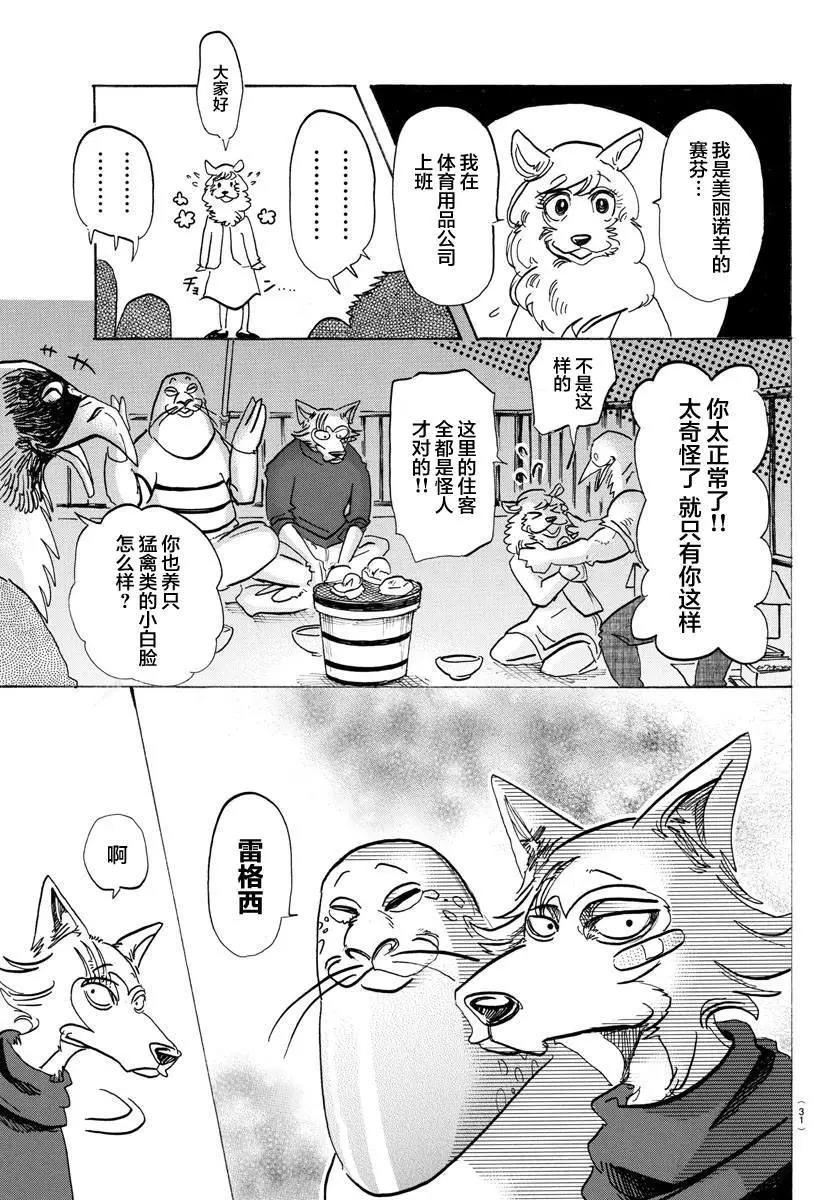 我是美丽诺羊的
赛芬…
我在
体育用品公司
上班
大家好
………
………
チョ
你太正常了!!
太奇怪了 就只有你这样
不是这
样的
这里的住客
全都是怪人
才对的!!
你也养只
猛禽类的小白脸
怎么样?
雷格西
啊
(31)